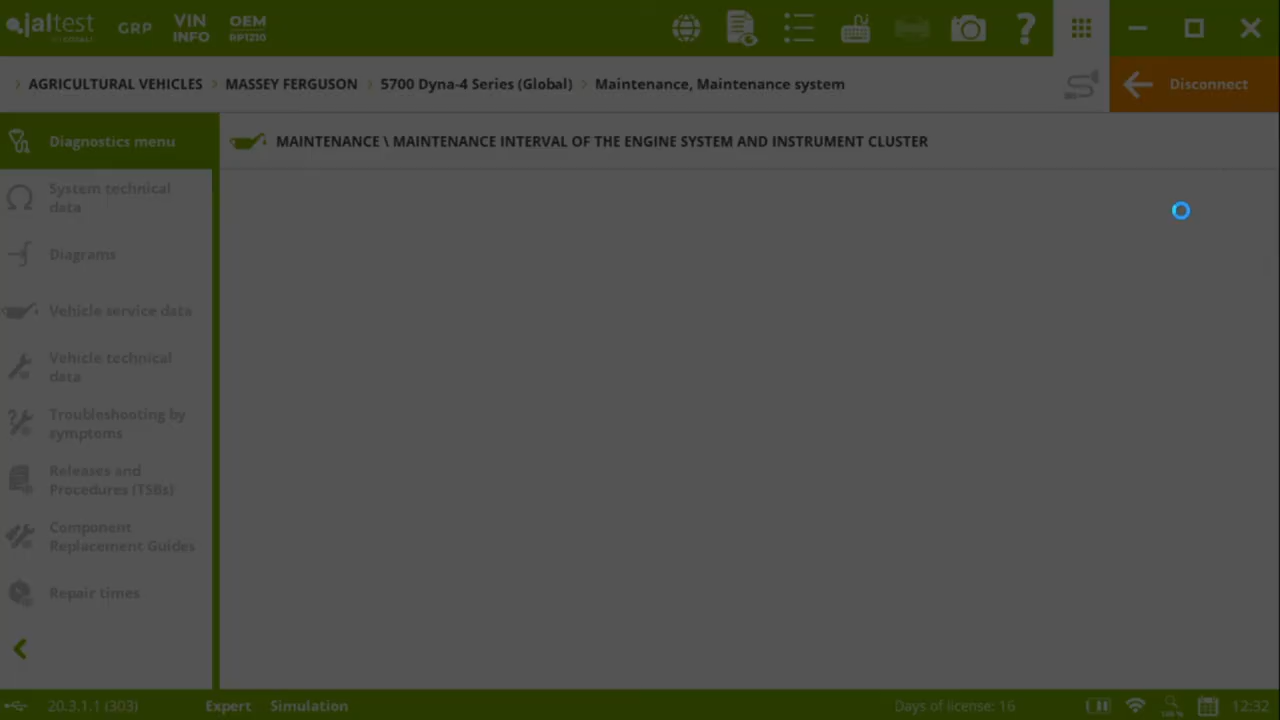 jaltest
GRP
VIN
INFO
OEM
RP1210
AGRICULTURAL VEHICLES > MASSEY FERGUSON > 5700 Dyna-4 Series (Global) > Maintenance, Maintenance system
Disconnect
Diagnostics menu
MAINTENANCE \ MAINTENANCE INTERVAL OF THE ENGINE SYSTEM AND INSTRUMENT CLUSTER
System technical
data
Diagrams
Vehicle service data
Vehicle technical
data
Troubleshooting by
symptoms
Releases and
Procedures (TSBs)
Component
Replacement Guides
Repair times
20.3.1.1 (303)
Expert
Simulation
Days of license: 16
12:32